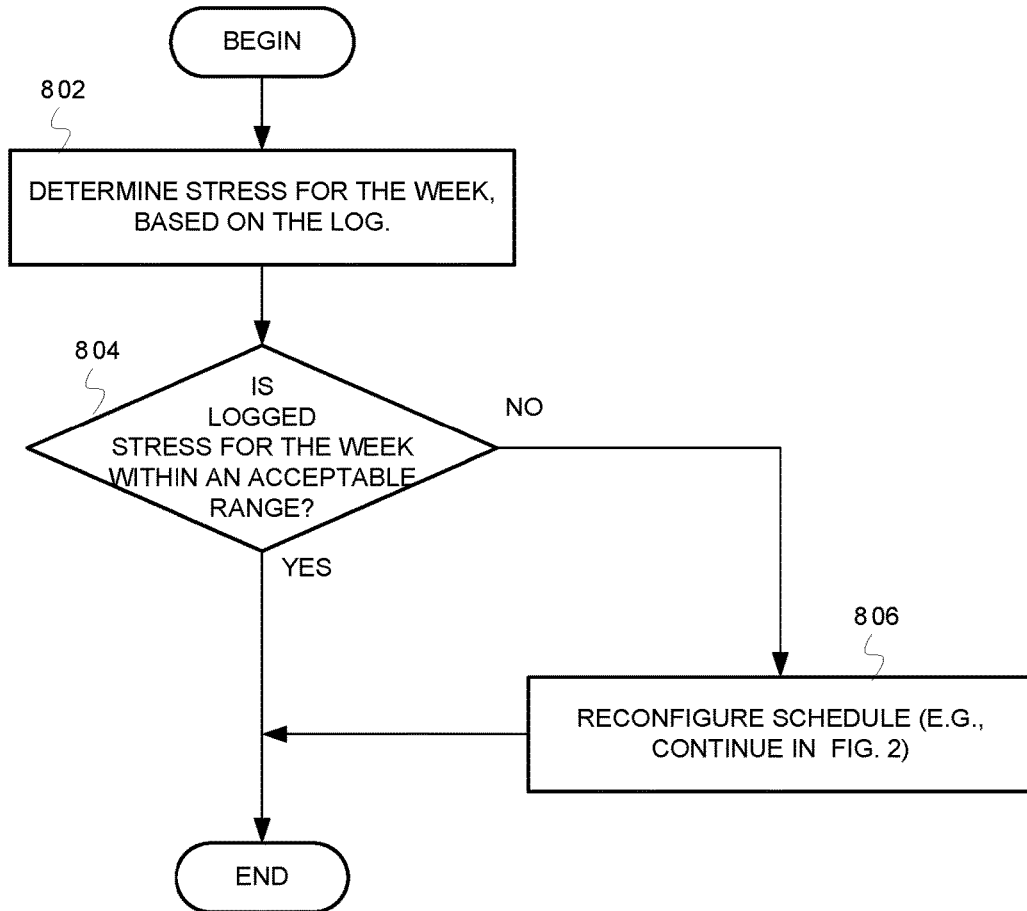 BEGIN
802
DETERMINE STRESS FOR THE WEEK,
BASED ON THE LOG.
804
IS
LOGGED
STRESS FOR THE WEEK
WITHIN AN ACCEPTABLE
RANGE?
NO
YES
806
RECONFIGURE SCHEDULE (E.G.,
CONTINUE IN FIG. 2)
END